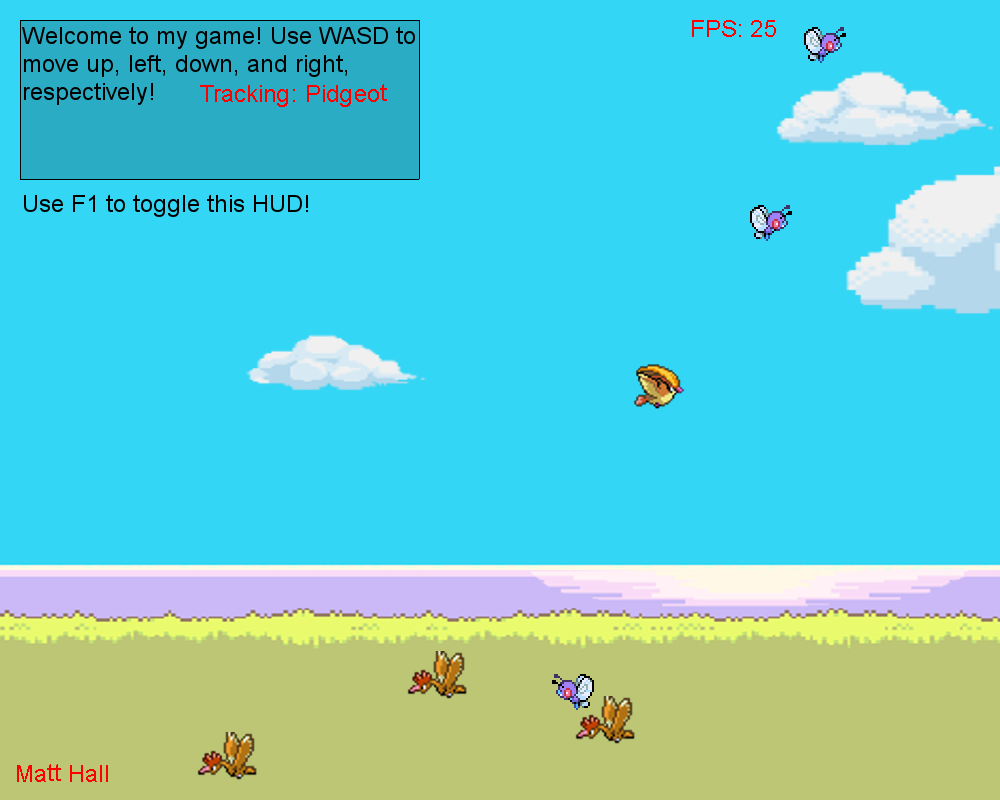 Welcome to my game! Use WASD to
move up, left, down, and right,
respectively!
Tracking: Pidgeot
Use F1 to toggle this HUD!
FPS: 25
Matt Hall